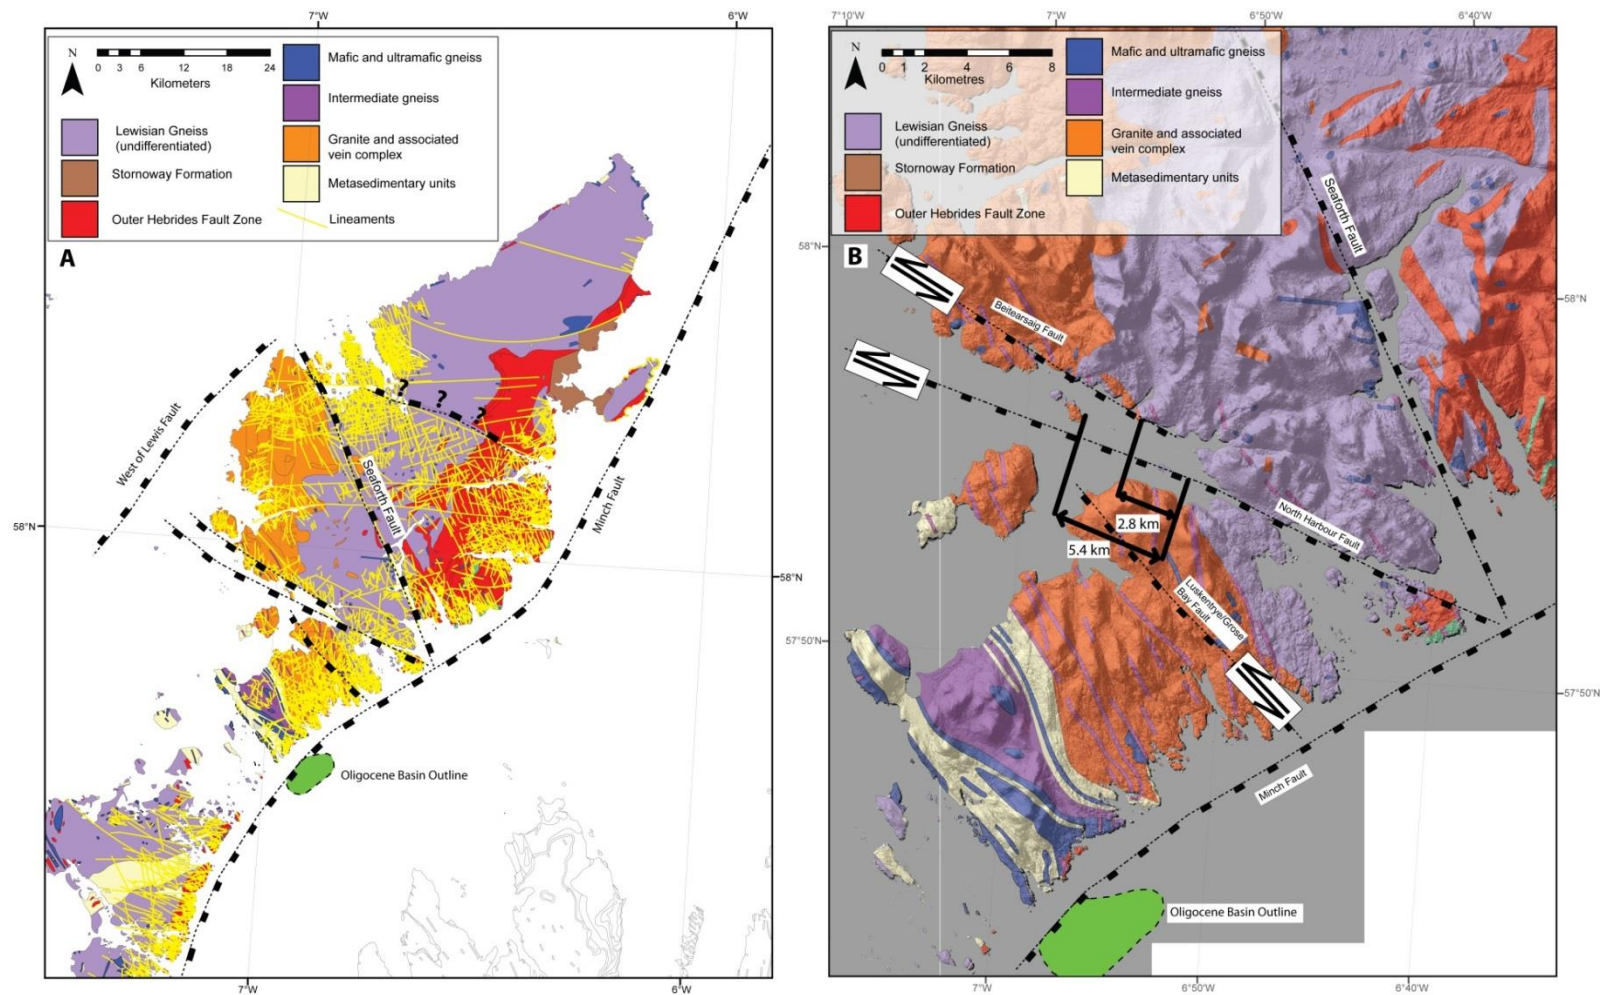 7°W
6°W
N
0 3 6 12 18 24
Kilometers
Lewisian Gneiss
(undifferentiated)
Stornoway Formation
Outer Hebrides Fault Zone
Mafic and ultramafic gneiss
Intermediate gneiss
Granite and associated
vein complex
Metasedimentary units
Lineaments
A
?
?
?
West of Lewis Fault
Seaforth Fault
Minch Fault
58°N
58°N
Oligocene Basin Outline
7°W
6°W
7°10'W
7°W
6°50'W
6°40'W
N
0 1 2 4 6 8
Kilometres
Lewisian Gneiss
(undifferentiated)
Stornoway Formation
Outer Hebrides Fault Zone
Mafic and ultramafic gneiss
Intermediate gneiss
Granite and associated
vein complex
Metasedimentary units
B
58°N
58°N
Seaforth Fault
Beitearsaig Fault
North Harbour Fault
2.8 km
5.4 km
Luskentrye/Grose
Bay Fault
57°50'N
57°50'N
Minch Fault
Oligocene Basin Outline
7°W
6°50'W
6°40'W